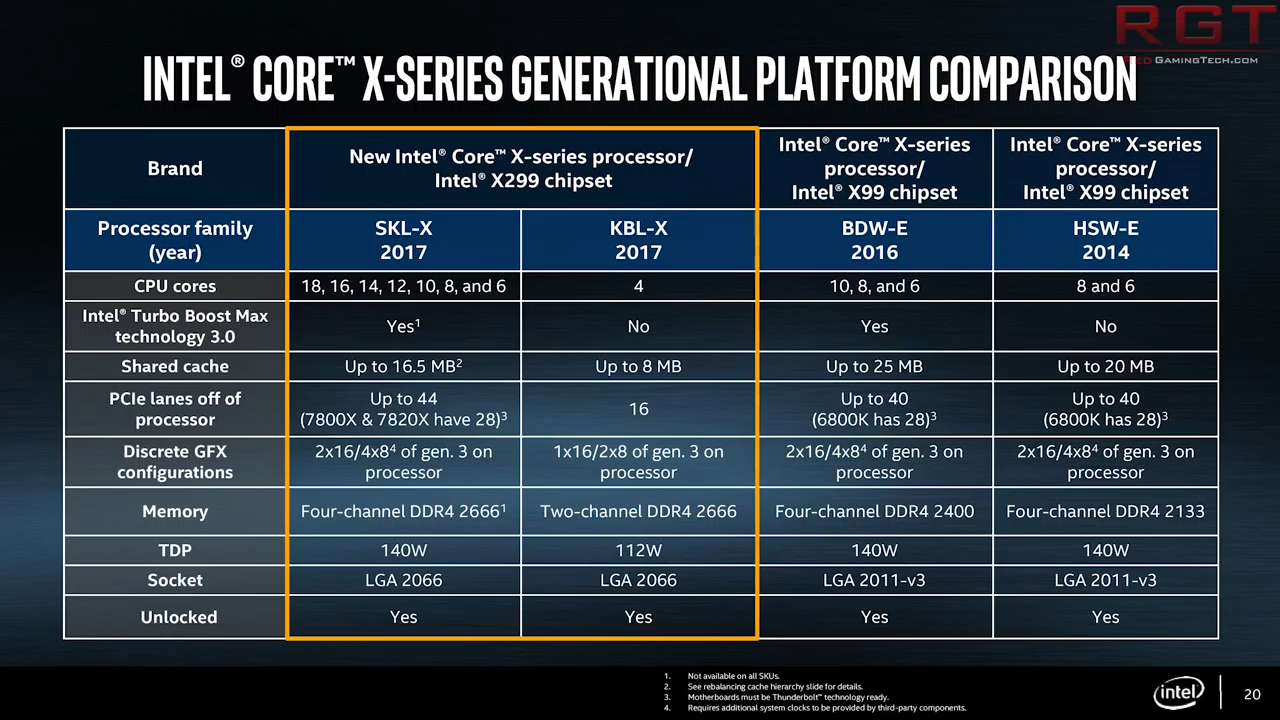 RGT
RED GAMINGTECH.COM
INTEL® CORE™ X-SERIES GENERATIONAL PLATFORM COMPARISON
Brand
New Intel® Core™ X-series processor/
Intel® X299 chipset
Intel® Core™ X-series
processor/
Intel® X99 chipset
Intel® Core™ X-series
processor/
Intel® X99 chipset
Processor family
(year)
SKL-X
2017
KBL-X
2017
BDW-E
2016
HSW-E
2014
CPU cores
18, 16, 14, 12, 10, 8, and 6
4
10, 8, and 6
8 and 6
Intel® Turbo Boost Max
technology 3.0
Yes¹
No
Yes
No
Shared cache
Up to 16.5 MB²
Up to 8 MB
Up to 25 MB
Up to 20 MB
PCIe lanes off of
processor
Up to 44
(7800X & 7820X have 28)³
16
Up to 40
(6800K has 28)³
Up to 40
(6800K has 28)³
Discrete GFX
configurations
2x16/4x8⁴ of gen. 3 on
processor
1x16/2x8 of gen. 3 on
processor
2x16/4x8⁴ of gen. 3 on
processor
2x16/4x8⁴ of gen. 3 on
processor
Memory
Four-channel DDR4 2666¹
Two-channel DDR4 2666
Four-channel DDR4 2400
Four-channel DDR4 2133
TDP
140W
112W
140W
140W
Socket
LGA 2066
LGA 2066
LGA 2011-v3
LGA 2011-v3
Unlocked
Yes
Yes
Yes
Yes
1. Not available on all SKUs.
2. See rebalancing cache hierarchy slide for details.
3. Motherboards must be Thunderbolt™ technology ready.
4. Requires additional system clocks to be provided by third-party components.
intel
20